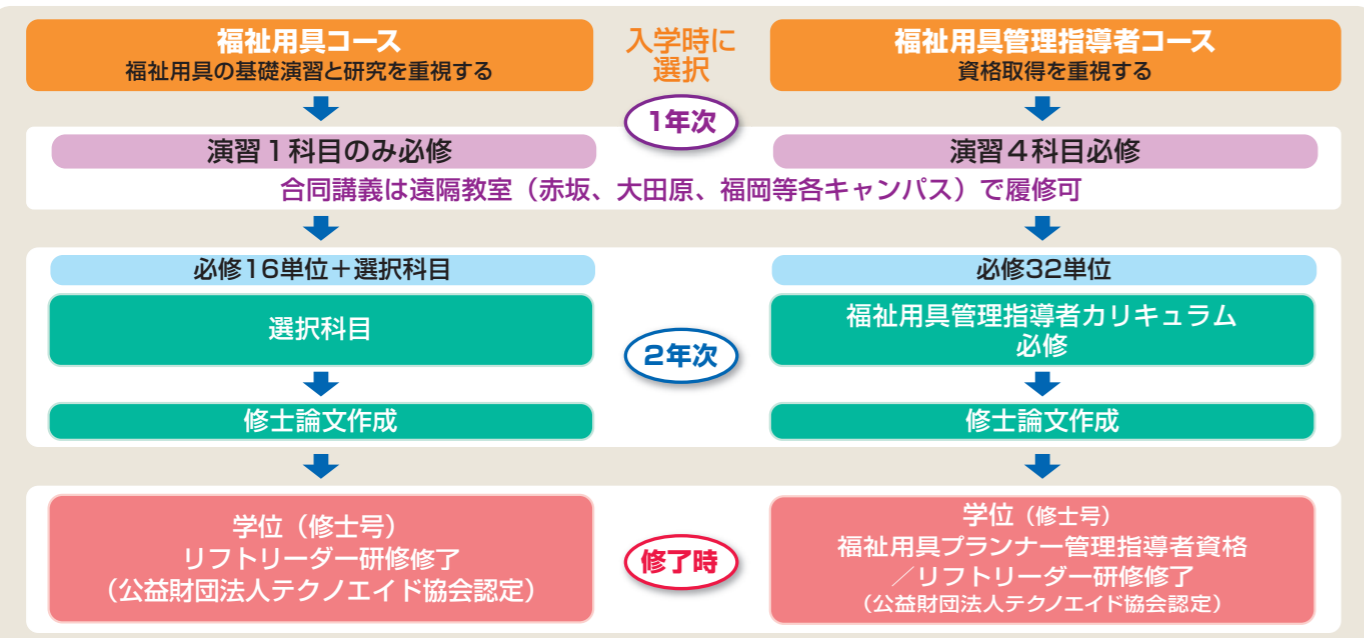 福祉用具コース
福祉用具の基礎演習と研究を重視する
入学時に
選択
福祉用具管理指導者コース
資格取得を重視する
1年次
演習1科目のみ必修
演習4科目必修
合同講義は遠隔教室（赤坂、大田原、福岡等各キャンパス）で履修可
必修16単位＋選択科目
必修32単位
選択科目
2年次
福祉用具管理指導者カリキュラム
必修
修士論文作成
修士論文作成
学位（修士号）
リフトリーダー研修修了
（公益財団法人テクノエイド協会認定）
修了時
学位（修士号）
福祉用具プランナー管理指導者資格
／リフトリーダー研修修了
（公益財団法人テクノエイド協会認定）